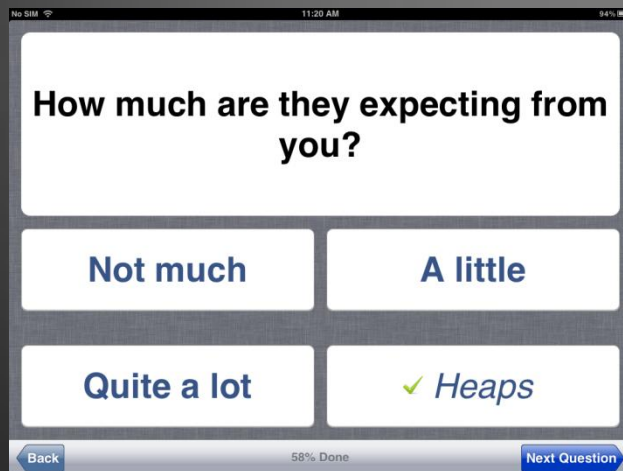 No SIM 11:20 AM 94%
How much are they expecting from
you?
Not much A little
Quite a lot ✓ Heaps
Back 58% Done Next Question